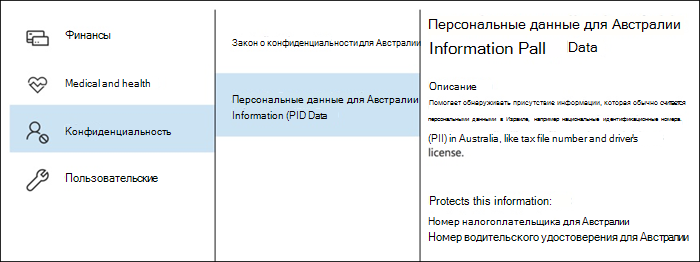 Финансы
Medical and health
Конфиденциальность
Пользовательские
Закон о конфиденциальности для Австралии
Персональные данные для Австралии
Information (PID Data
Персональные данные для Австралии
Information Pall Data
Описание
Помогает обнаруживать присутствие информации, которая обычно считается
персональными данными в Израиле, например национальные идентификационные номера.
(PII) in Australia, like tax file number and driver's
license.
Protects this information:
Номер налогоплательщика для Австралии
Номер водительского удостоверения для Австралии